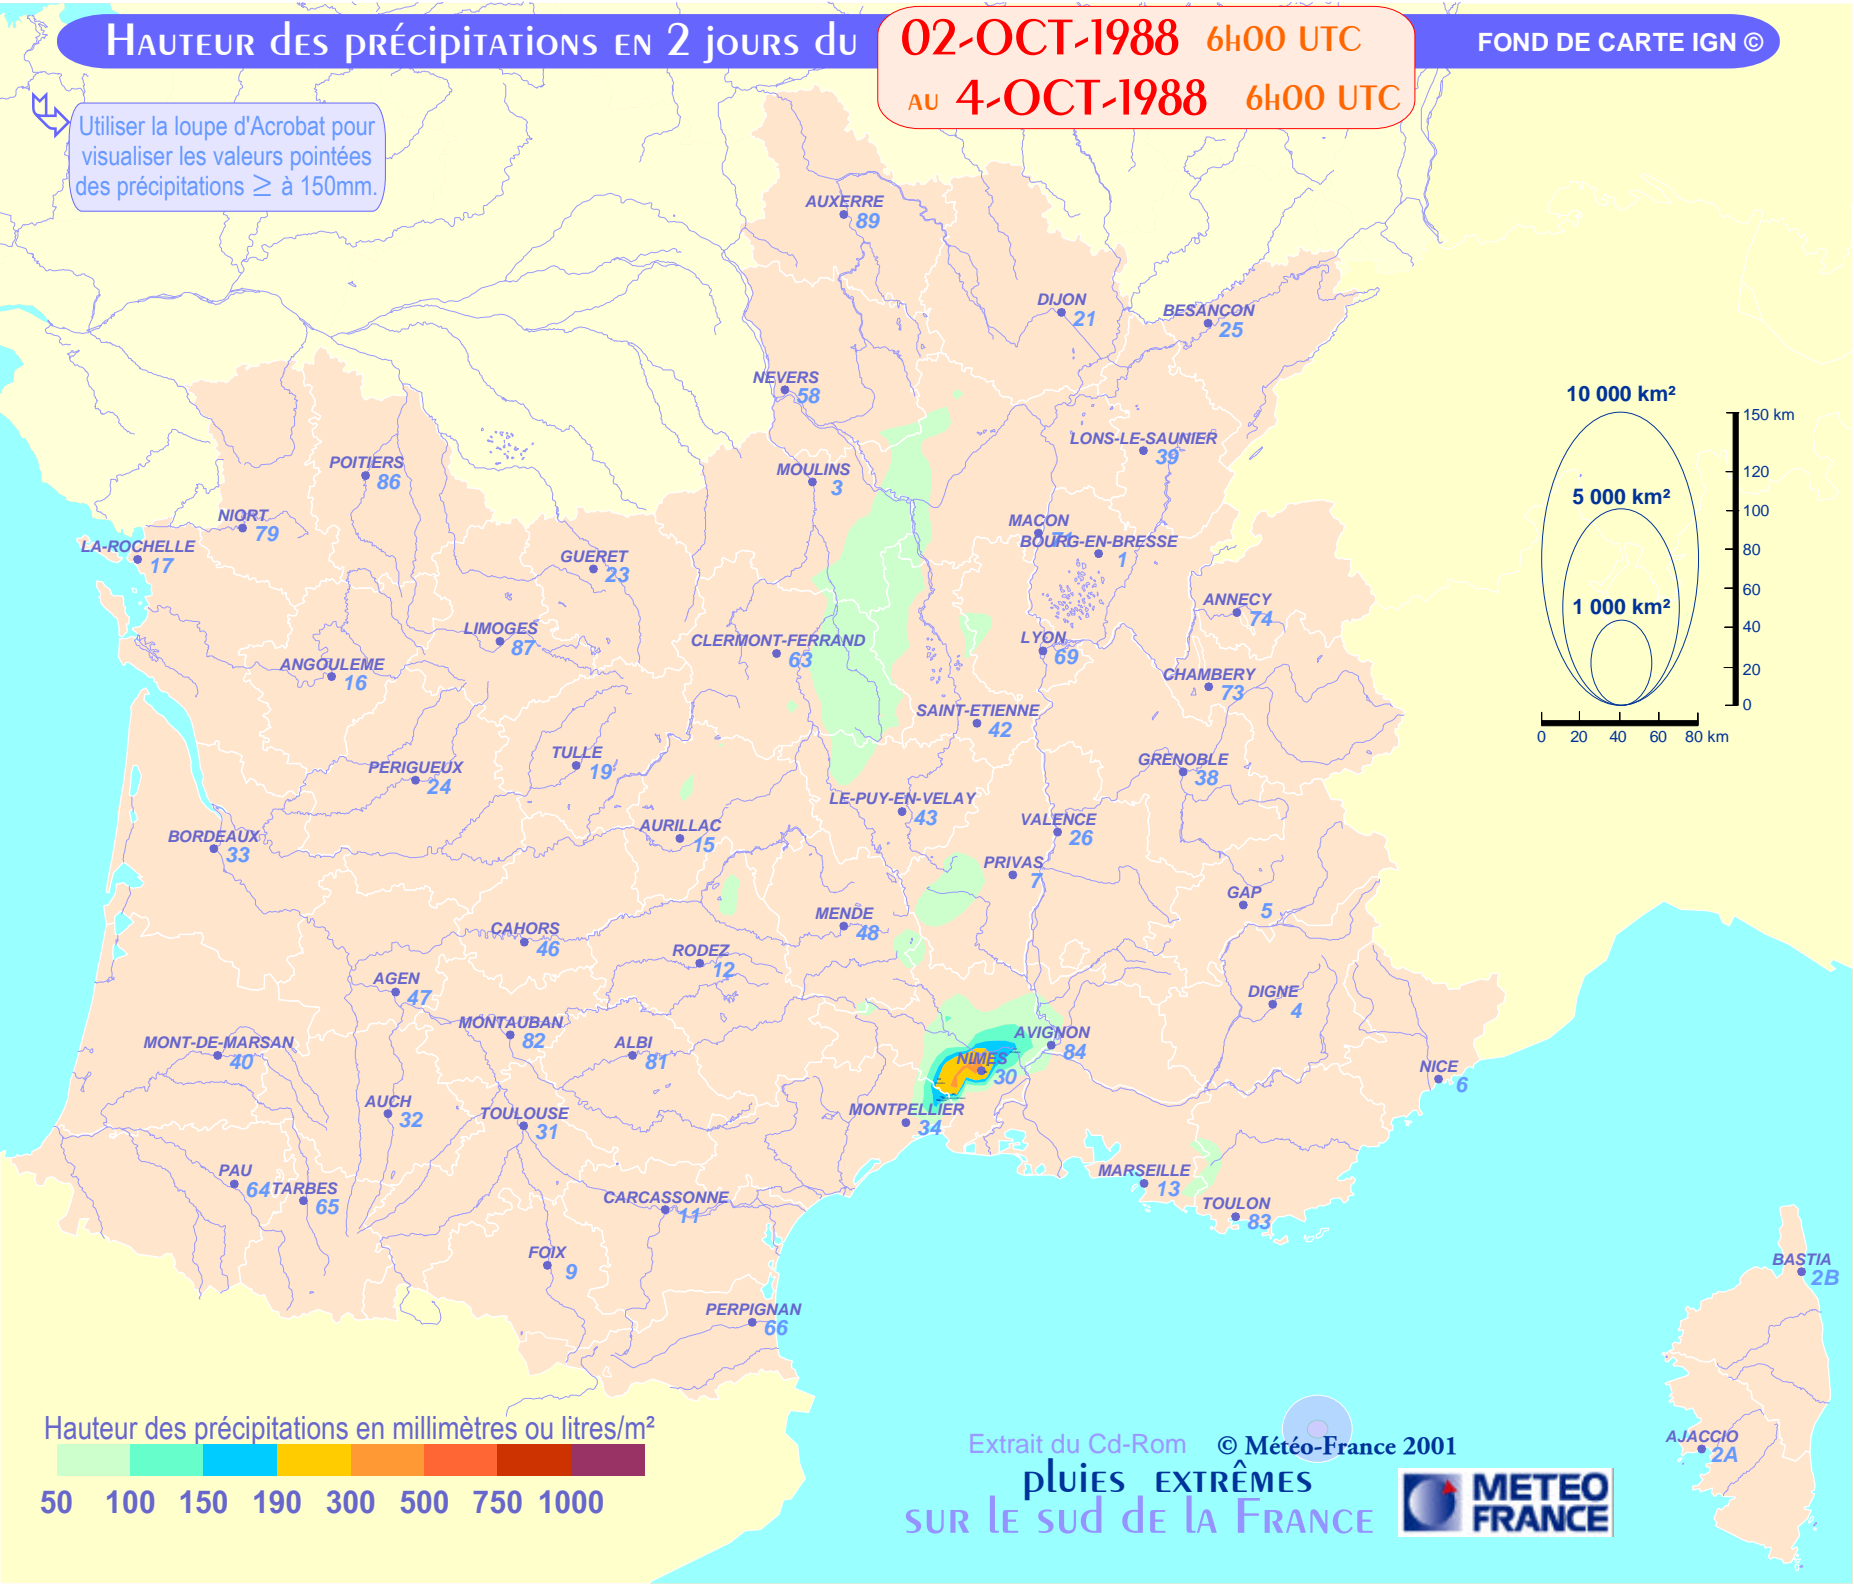 Hauteur des précipitations en 2 jours du
02-OCT-1988 6h00 UTC
au 4-OCT-1988 6h00 UTC
FOND DE CARTE IGN ©
Utiliser la loupe d'Acrobat pour
visualiser les valeurs pointées
des précipitations ≥ à 150mm.
AUXERRE
89
DIJON
21
BESANCON
25
NEVERS
58
10 000 km²
150 km
120
100
80
60
40
20
0
5 000 km²
1 000 km²
0 20 40 60 80 km
LONS-LE-SAUNIER
39
POITIERS
86
MOULINS
3
NIORT
79
MACON
71
BOURG-EN-BRESSE
1
LA-ROCHELLE
17
GUERET
23
ANNECY
74
LIMOGES
87
CLERMONT-FERRAND
63
LYON
69
ANGOULEME
16
CHAMBERY
73
SAINT-ETIENNE
42
TULLE
19
PERIGUEUX
24
GRENOBLE
38
LE-PUY-EN-VELAY
43
VALENCE
26
AURILLAC
15
BORDEAUX
33
PRIVAS
7
GAP
5
MENDE
48
CAHORS
46
RODEZ
12
AGEN
47
DIGNE
4
MONTAUBAN
82
AVIGNON
84
MONT-DE-MARSAN
40
ALBI
81
NIMES
30
NICE
6
AUCH
32
TOULOUSE
31
MONTPELLIER
34
PAU
64
TARBES
65
MARSEILLE
13
CARCASSONNE
11
TOULON
83
FOIX
9
BASTIA
2B
PERPIGNAN
66
AJACCIO
2A
Hauteur des précipitations en millimètres ou litres/m²
50 100 150 190 300 500 750 1000
Extrait du Cd-Rom © Météo-France 2001
pluies extrêmes
sur le sud de la France
METEO
FRANCE